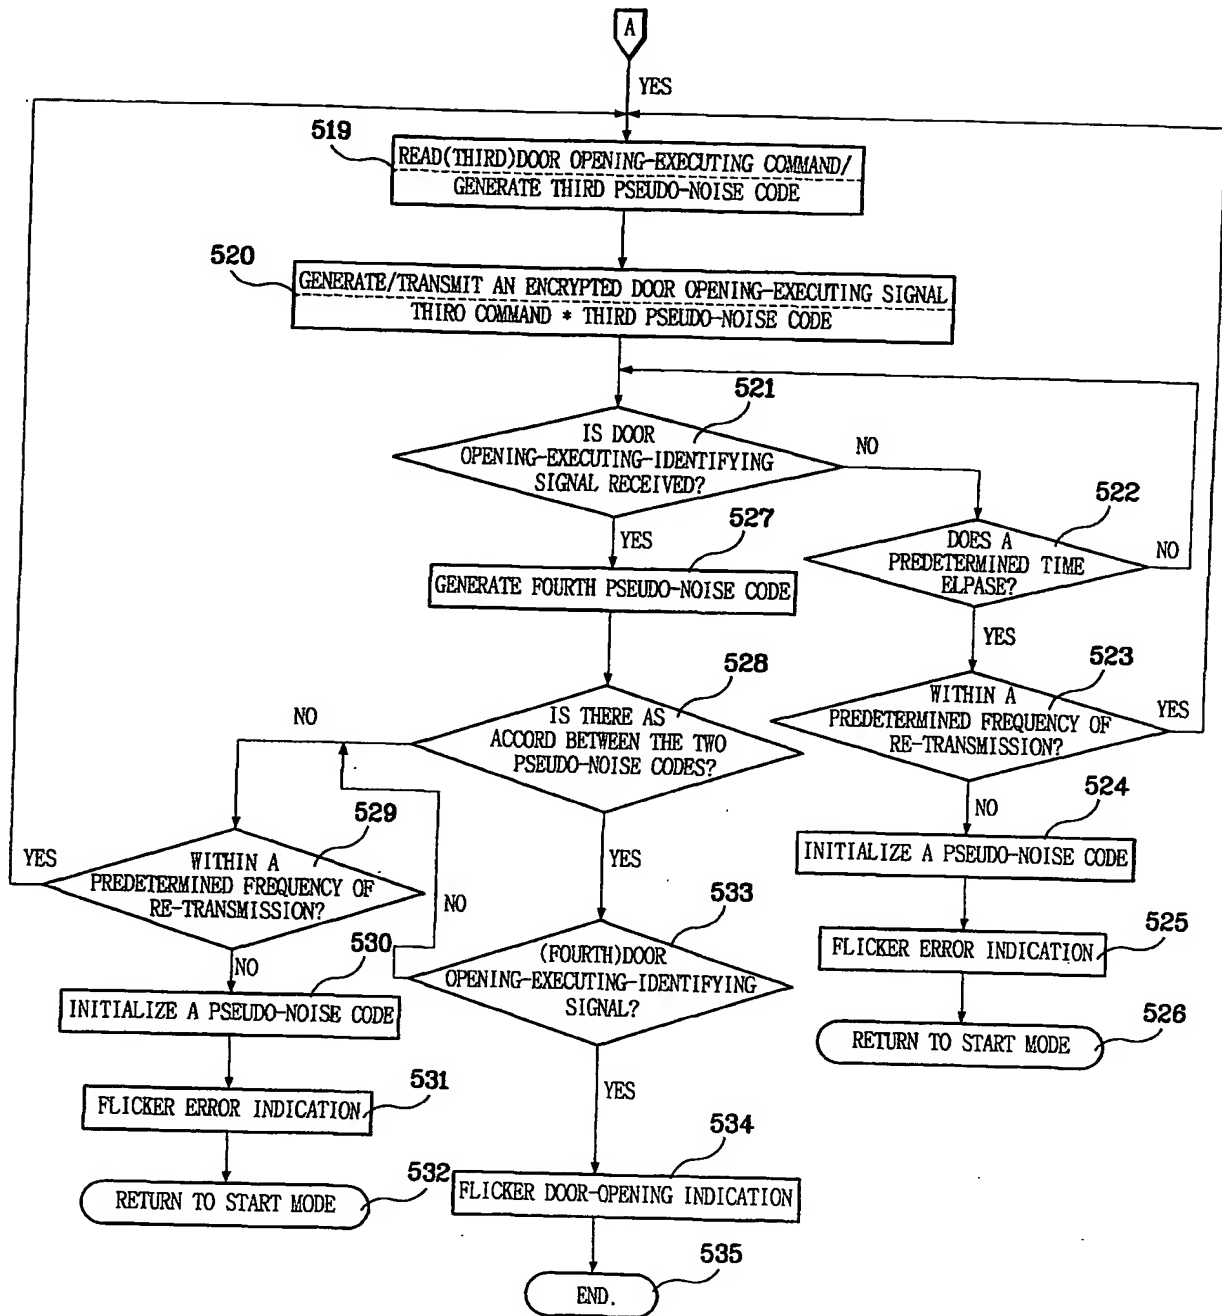 A
YES
519
READ(THIRD)DOOR OPENING-EXECUTING COMMAND/
GENERATE THIRD PSEUDO-NOISE CODE
520
GENERATE/TRANSMIT AN ENCRYPTED DOOR OPENING-EXECUTING SIGNAL
THIRO COMMAND * THIRD PSEUDO-NOISE CODE
521
IS DOOR
OPENING-EXECUTING-IDENTIFYING
SIGNAL RECEIVED?
NO
522
DOES A
PREDETERMINED TIME
ELPASE?
NO
YES
527
GENERATE FOURTH PSEUDO-NOISE CODE
YES
523
WITHIN A
PREDETERMINED FREQUENCY OF
RE-TRANSMISSION?
YES
528
IS THERE AS
ACCORD BETWEEN THE TWO
PSEUDO-NOISE CODES?
NO
NO
524
INITIALIZE A PSEUDO-NOISE CODE
529
WITHIN A
PREDETERMINED FREQUENCY OF
RE-TRANSMISSION?
YES
YES
NO
533
(FOURTH)DOOR
OPENING-EXECUTING-IDENTIFYING
SIGNAL?
525
FLICKER ERROR INDICATION
NO
530
INITIALIZE A PSEUDO-NOISE CODE
526
RETURN TO START MODE
531
FLICKER ERROR INDICATION
YES
534
FLICKER DOOR-OPENING INDICATION
532
RETURN TO START MODE
535
END.